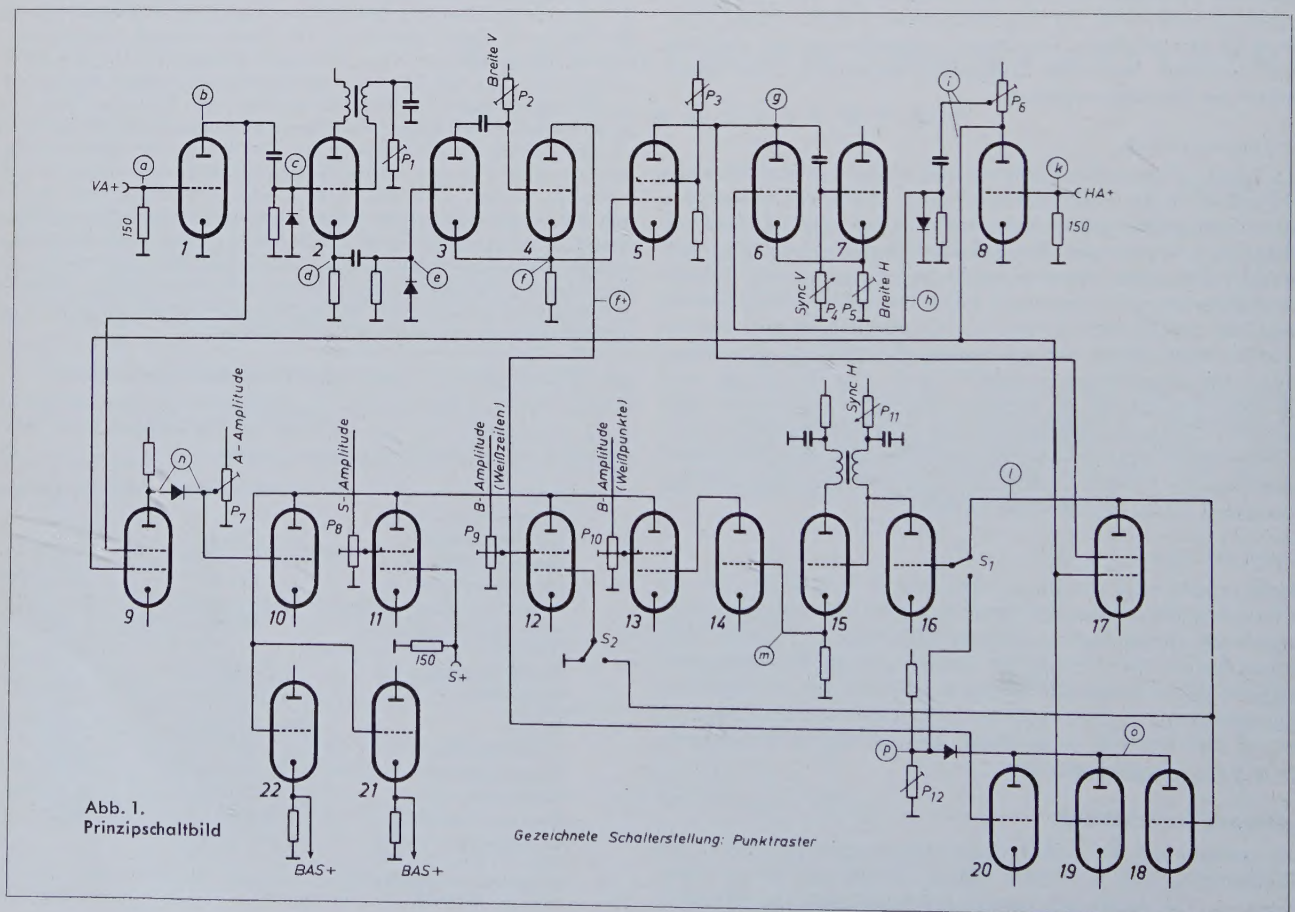 b
Breite V
P2
P3
g
i
P6
a
VA+
150
c
P1
k
HA+
150
1
2
3
4
5
6
7
8
d
e
f
f+
Sync V
P4
P5
Breite H
h
n
A-Amplitude
P7
S-Amplitude
P8
B-Amplitude
(Weißzeilen)
P9
B-Amplitude
(Weißpunkte)
P10
Sync H
P11
l
S1
9
10
11
12
13
14
15
16
17
150
S+
S2
m
22
21
p
o
P12
20
19
18
BAS+
BAS+
Abb. 1.
Prinzipschaltbild
Gezeichnete Schalterstellung: Punktraster